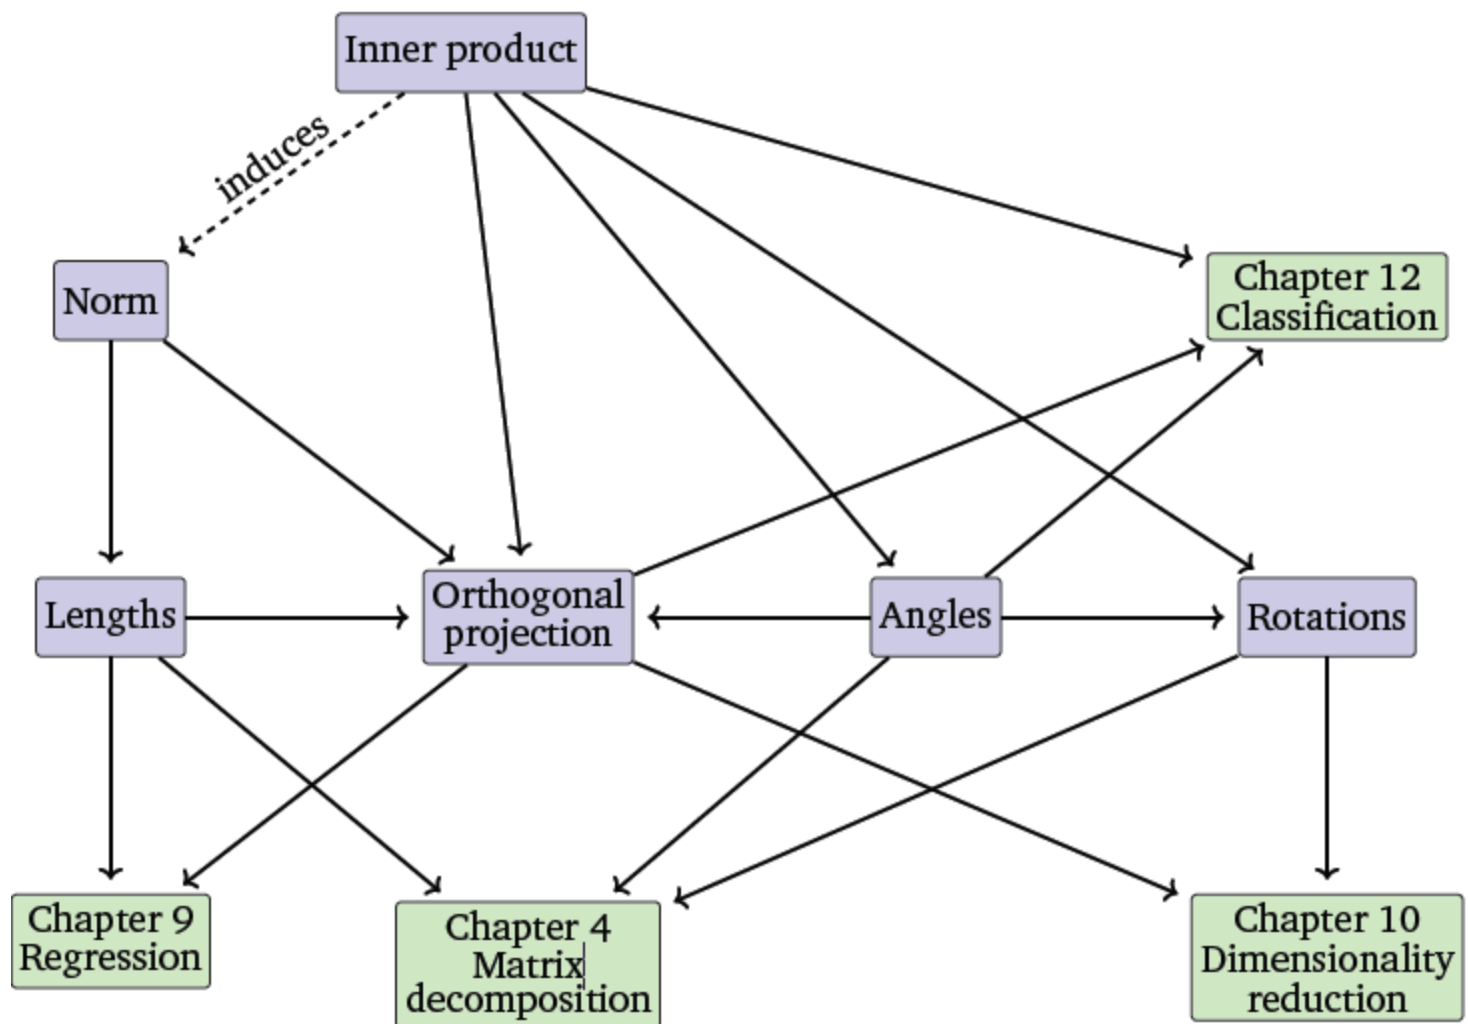 Inner product
induces
Norm
Chapter 12
Classification
Lengths
Orthogonal
projection
Angles
Rotations
Chapter 9
Regression
Chapter 4
Matrix
decomposition
Chapter 10
Dimensionality
reduction